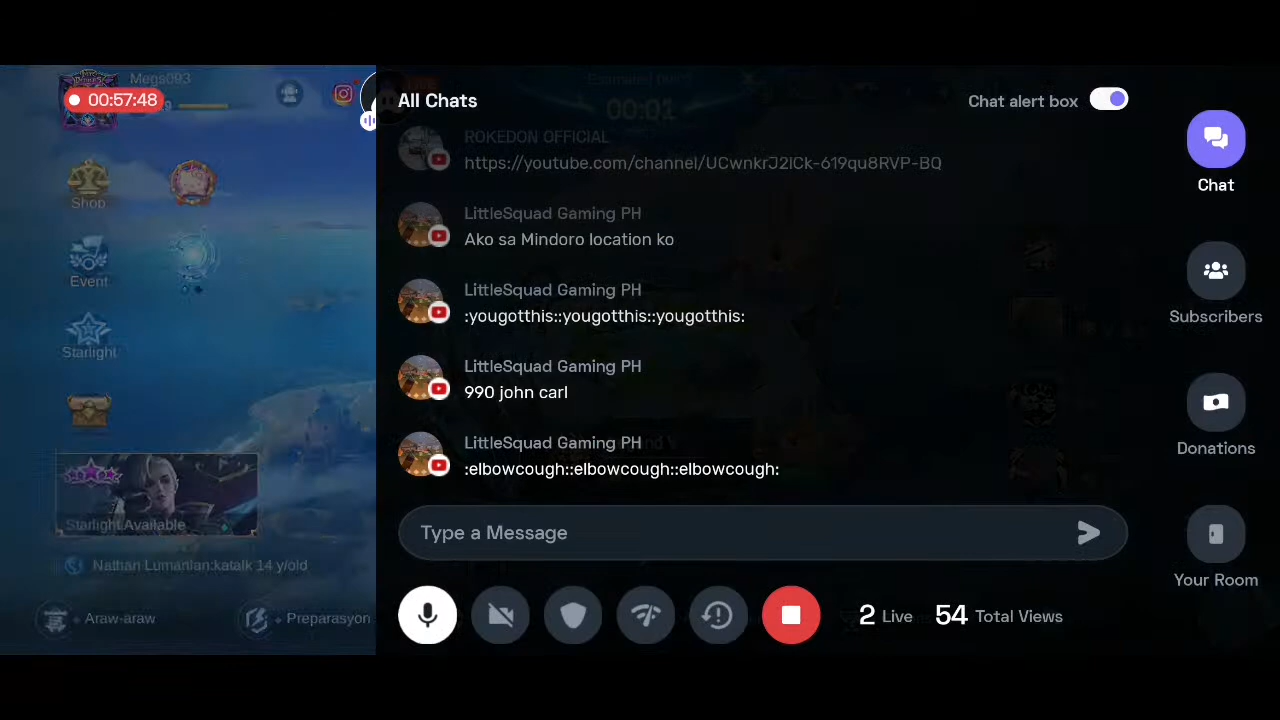 Megs093
00:57:48
Shop
Event
Starlight
Starlight Available
Nathan Lumanlan:katalk 14 y/old
Araw-araw
Preparasyon
All Chats
00:01
Chat alert box
ROKEDON OFFICIAL
https://youtube.com/channel/UCwnkrJ2lCk-619qu8RVP-BQ
LittleSquad Gaming PH
Ako sa Mindoro location ko
LittleSquad Gaming PH
:yougotthis::yougotthis::yougotthis:
LittleSquad Gaming PH
990 john carl
LittleSquad Gaming PH
:elbowcough::elbowcough::elbowcough:
Type a Message
2 Live 54 Total Views
Chat
Subscribers
Donations
Your Room